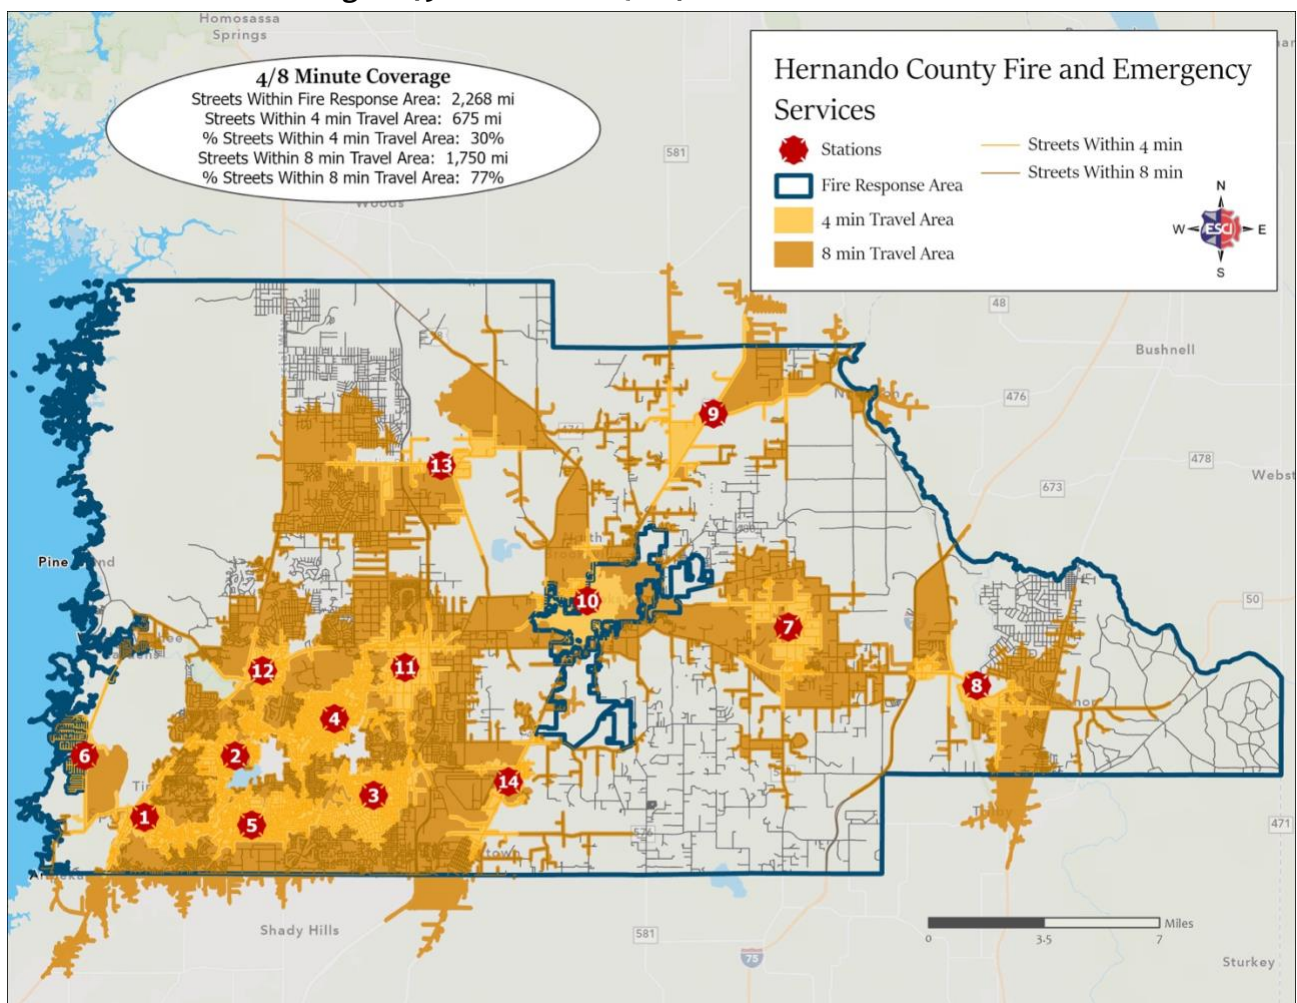 Homosassa
Springs
4/8 Minute Coverage
Streets Within Fire Response Area: 2,268 mi
Streets Within 4 min Travel Area: 675 mi
% Streets Within 4 min Travel Area: 30%
Streets Within 8 min Travel Area: 1,750 mi
% Streets Within 8 min Travel Area: 77%
Woods
Hernando County Fire and Emergency
Services
Stations
Fire Response Area
4 min Travel Area
8 min Travel Area
Streets Within 4 min
Streets Within 8 min
N
W
ESCI
E
S
581
48
Bushnell
476
9
476
13
478
Webst
673
Pine
10
50
7
12
11
8
4
2
6
14
3
1
5
576
471
Shady Hills
581
75
Miles
0
3.5
7
Sturkey